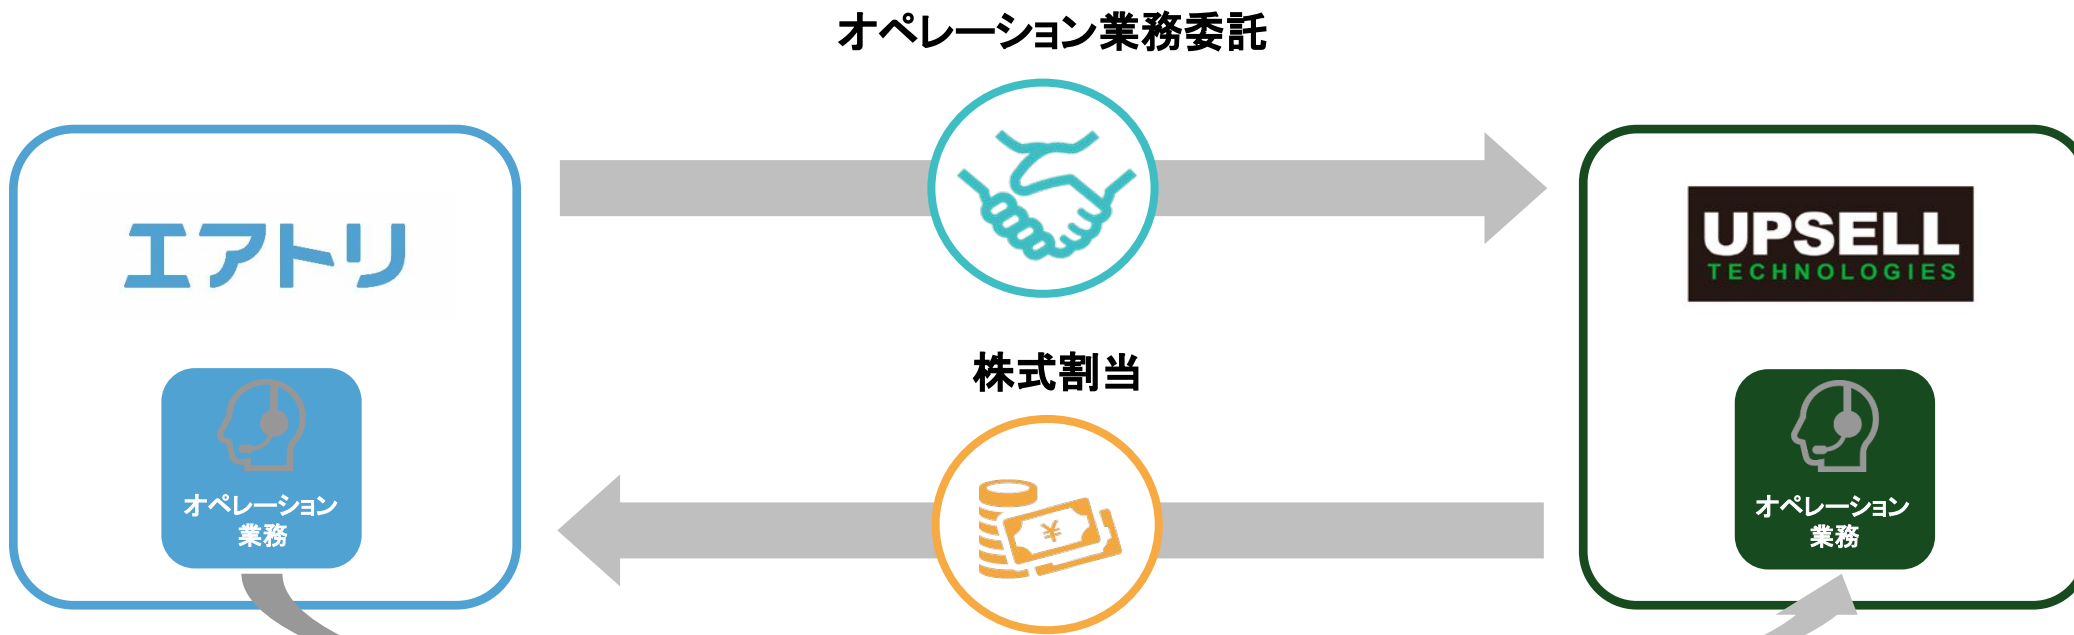 オペレーション業務委託
エアトリ
UPSELL
TECHNOLOGIES
株式割当
¥
オペレーション
業務
オペレーション
業務